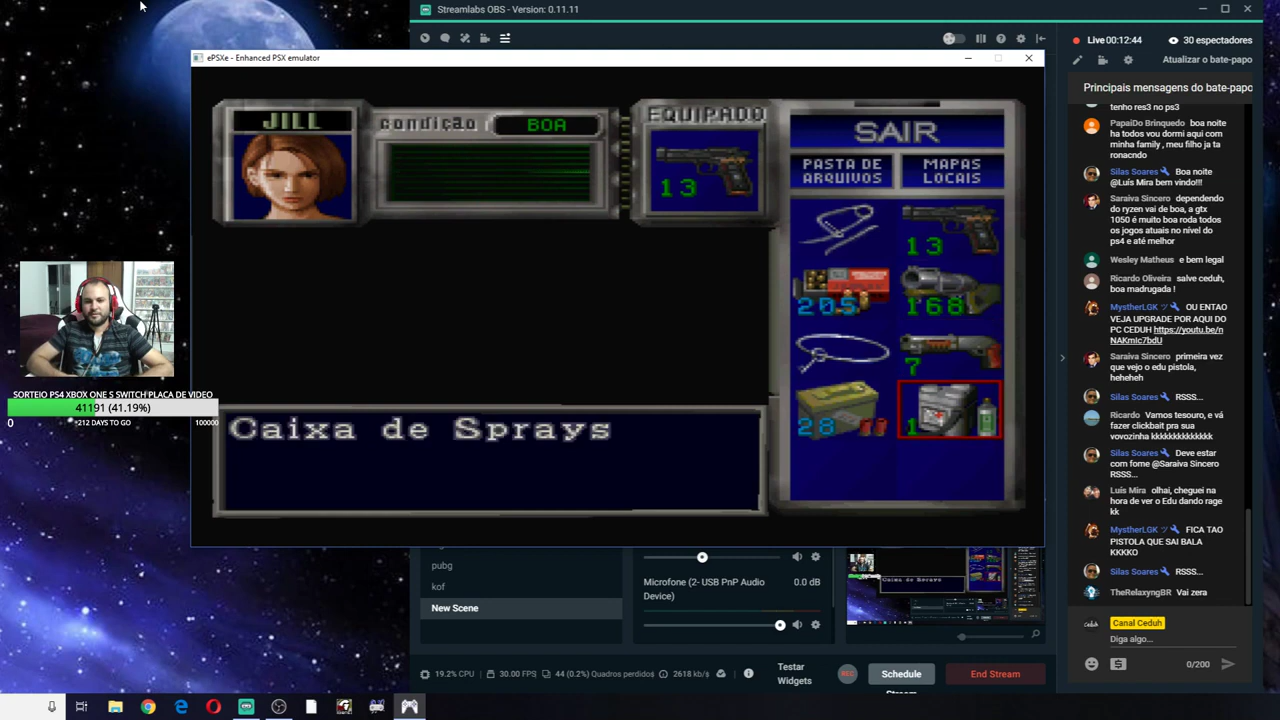 Streamlabs OBS - Version: 0.11.11
Live 00:12:44
30 espectadores
Atualizar o bate-papo
ePSXe - Enhanced PSX emulator
JILL
condição
BOA
EQUIPADO
13
SAIR
PASTA DE
ARQUIVOS
MAPAS
LOCAIS
13
205
168
7
28
1
Caixa de Sprays
SORTEIO PS4 XBOX ONE S SWITCH PLACA DE VIDEO
41191 (41.19%)
0
+212 DAYS TO GO
100000
Principais mensagens do bate-papo
tenho res3 no ps3
PapaiDo Brinquedo boa noite
ha todos vou dormi aqui com
minha family , meu filho ja ta
ronacndo
Silas Soares Boa noite
@Luís Mira bem vindo!!!
Saraiva Sincero dependendo
do ryzen vai de boa, a gtx
1050 é muito boa roda todos
os jogos atuais no nivel do
ps4 e até melhor
Wesley Matheus e bem legal
Ricardo Oliveira salve ceduh,
boa madrugada !
MystherLGK ツ OU ENTAO
VEJA UPGRADE POR AQUI DO
PC CEDUH https://youtu.be/n
NAKmIc7bdU
Saraiva Sincero primeira vez
que vejo o edu pistola,
heheheh
Silas Soares RSSS...
Ricardo Vamos tesouro, e vá
fazer clickbait pra sua
vovozinha kkkkkkkkkkkkkk
Silas Soares Deve estar
com fome @Saraiva Sincero
RSSS...
Luís Mira olhai, cheguei na
hora de ver o Edu dando rage
kk
MystherLGK ツ FICA TAO
PISTOLA QUE SAI BALA
KKKKO
Silas Soares RSSS...
TheRelaxyngBR Vai zera
Canal Ceduh
Diga algo...
0/200
pubg
kof
New Scene
Microfone (2- USB PnP Audio
Device)
0.0 dB
Caixa de Sprays
19.2% CPU
30.00 FPS
44 (0.2%) Quadros perdidos
2618 kb/s
Testar
Widgets
REC
Schedule
Stream
End Stream